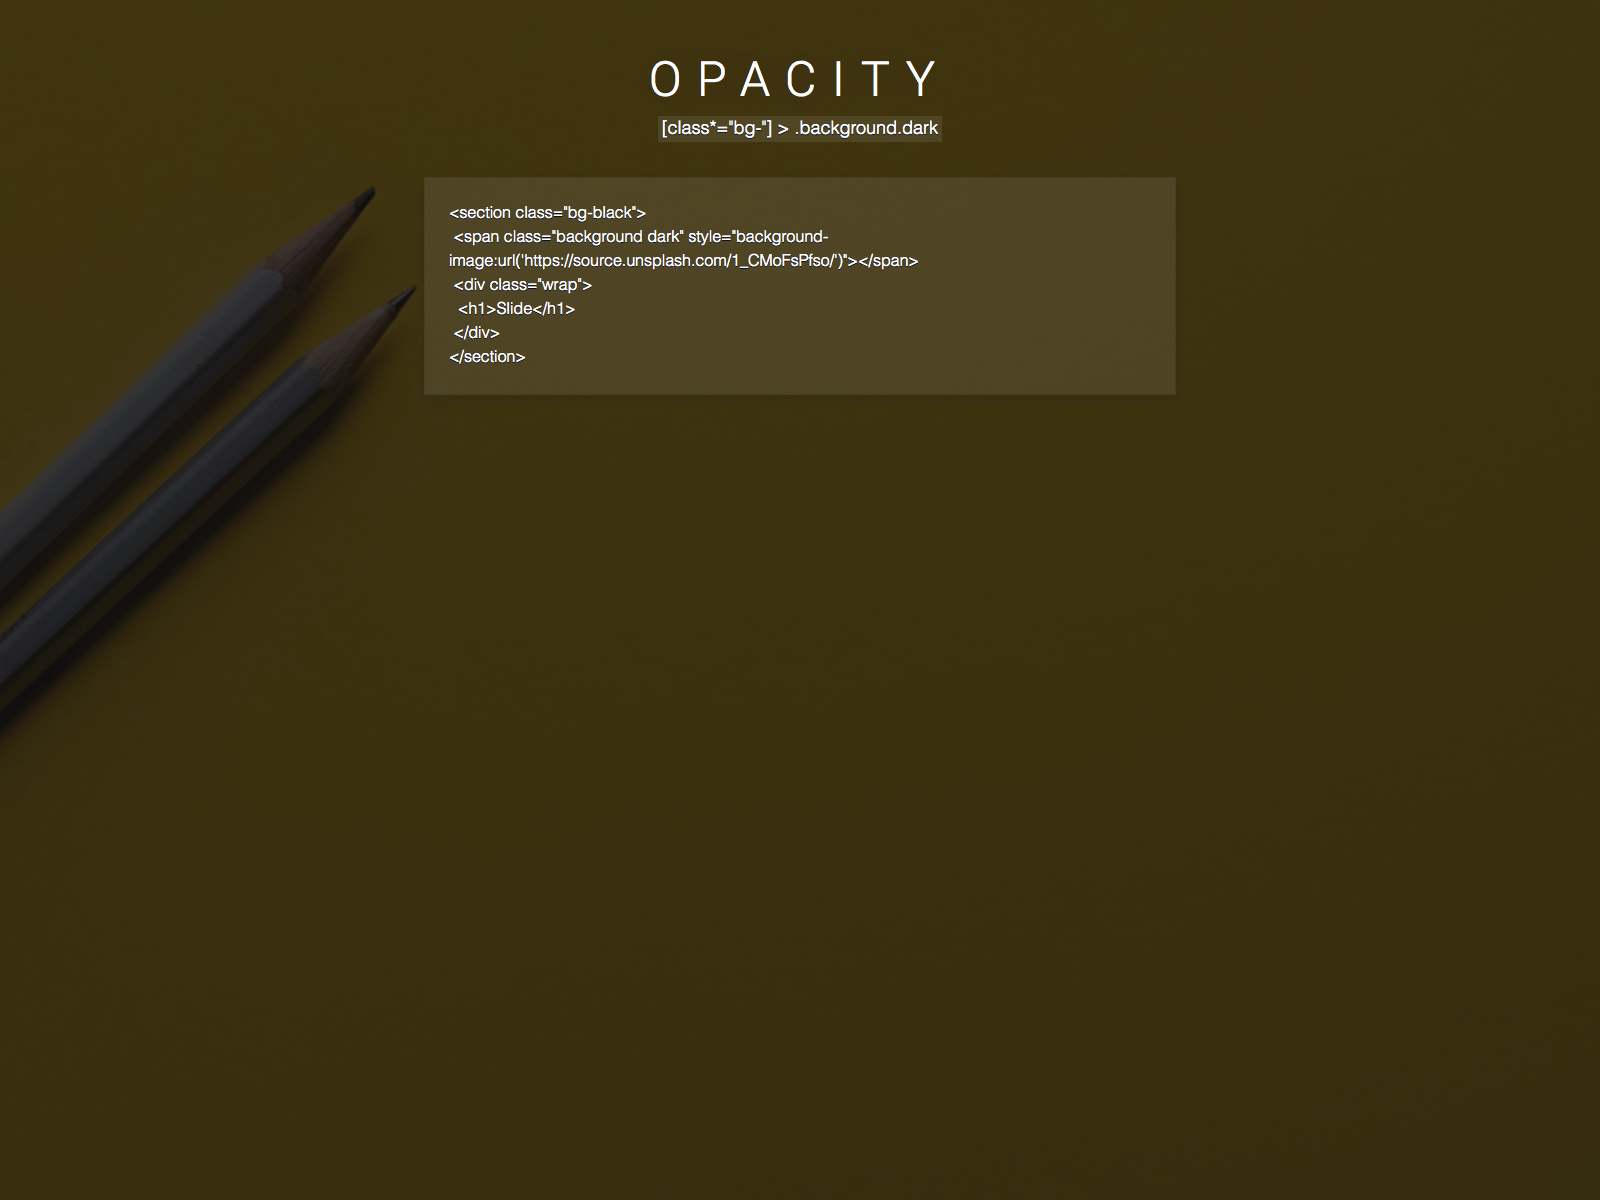 OPACITY
[class*="bg-"] > .background.dark
<section class="bg-black">
<span class="background dark" style="background-
image:url('https://source.unsplash.com/1_CMoFsPfso/')"></span>
<div class="wrap">
<h1>Slide</h1>
</div>
</section>